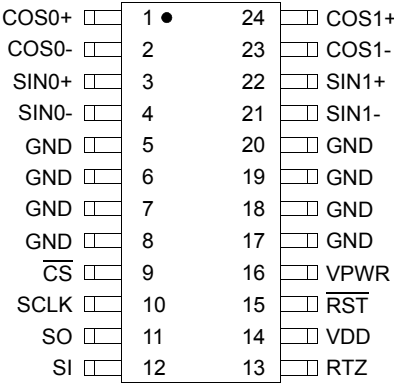 COS0+ 1 24 COS1+
COS0- 2 23 COS1-
SIN0+ 3 22 SIN1+
SIN0- 4 21 SIN1-
GND 5 20 GND
GND 6 19 GND
GND 7 18 GND
GND 8 17 GND
C̅S̅ 9 16 VPWR
SCLK 10 15 R̅S̅T̅
SO 11 14 VDD
SI 12 13 RTZ